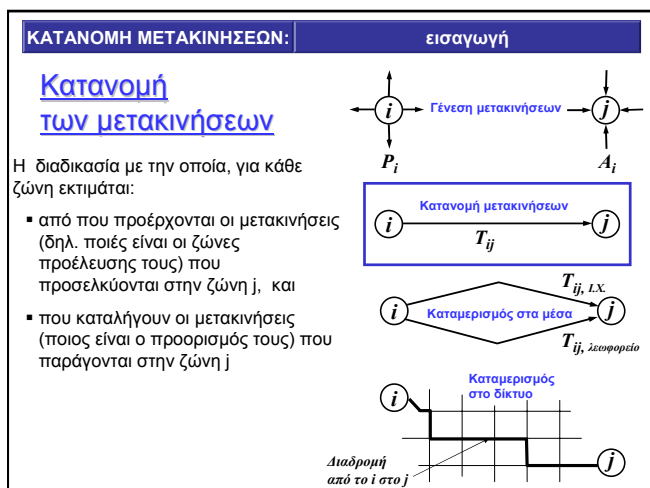 ΚΑΤΑΝΟΜΗ ΜΕΤΑΚΙΝΗΣΕΩΝ: εισαγωγή
Κατανομή
των μετακινήσεων
Η διαδικασία με την οποία, για κάθε
ζώνη εκτιμάται:
▪ από που προέρχονται οι μετακινήσεις
(δηλ. ποιές είναι οι ζώνες
προέλευσης τους) που
προσελκύονται στην ζώνη j, και
▪ που καταλήγουν οι μετακινήσεις
(ποιος είναι ο προορισμός τους) που
παράγονται στην ζώνη j
i Γένεση μετακινήσεων j
P_i A_i
Κατανομή μετακινήσεων
i j
T_ij
T_ij, Ι.Χ.
i Καταμερισμός στα μέσα j
T_ij, λεωφορείο
Καταμερισμός
στο δίκτυο
i
j
Διαδρομή
από το i στο j